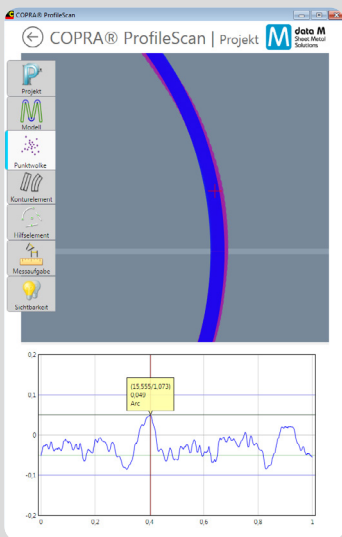 COPRA® ProfileScan
COPRA® ProfileScan | Projekt
M data M
Sheet Metal
Solutions
Projekt
Modell
Punktwolke
Konturelement
Hilfselement
Messaufgabe
Sichtbarkeit
0,2
0,1
0
-0,1
-0,2
(15.555/1,073)
0,049
Arc
0 0,2 0,4 0,6 0,8 1